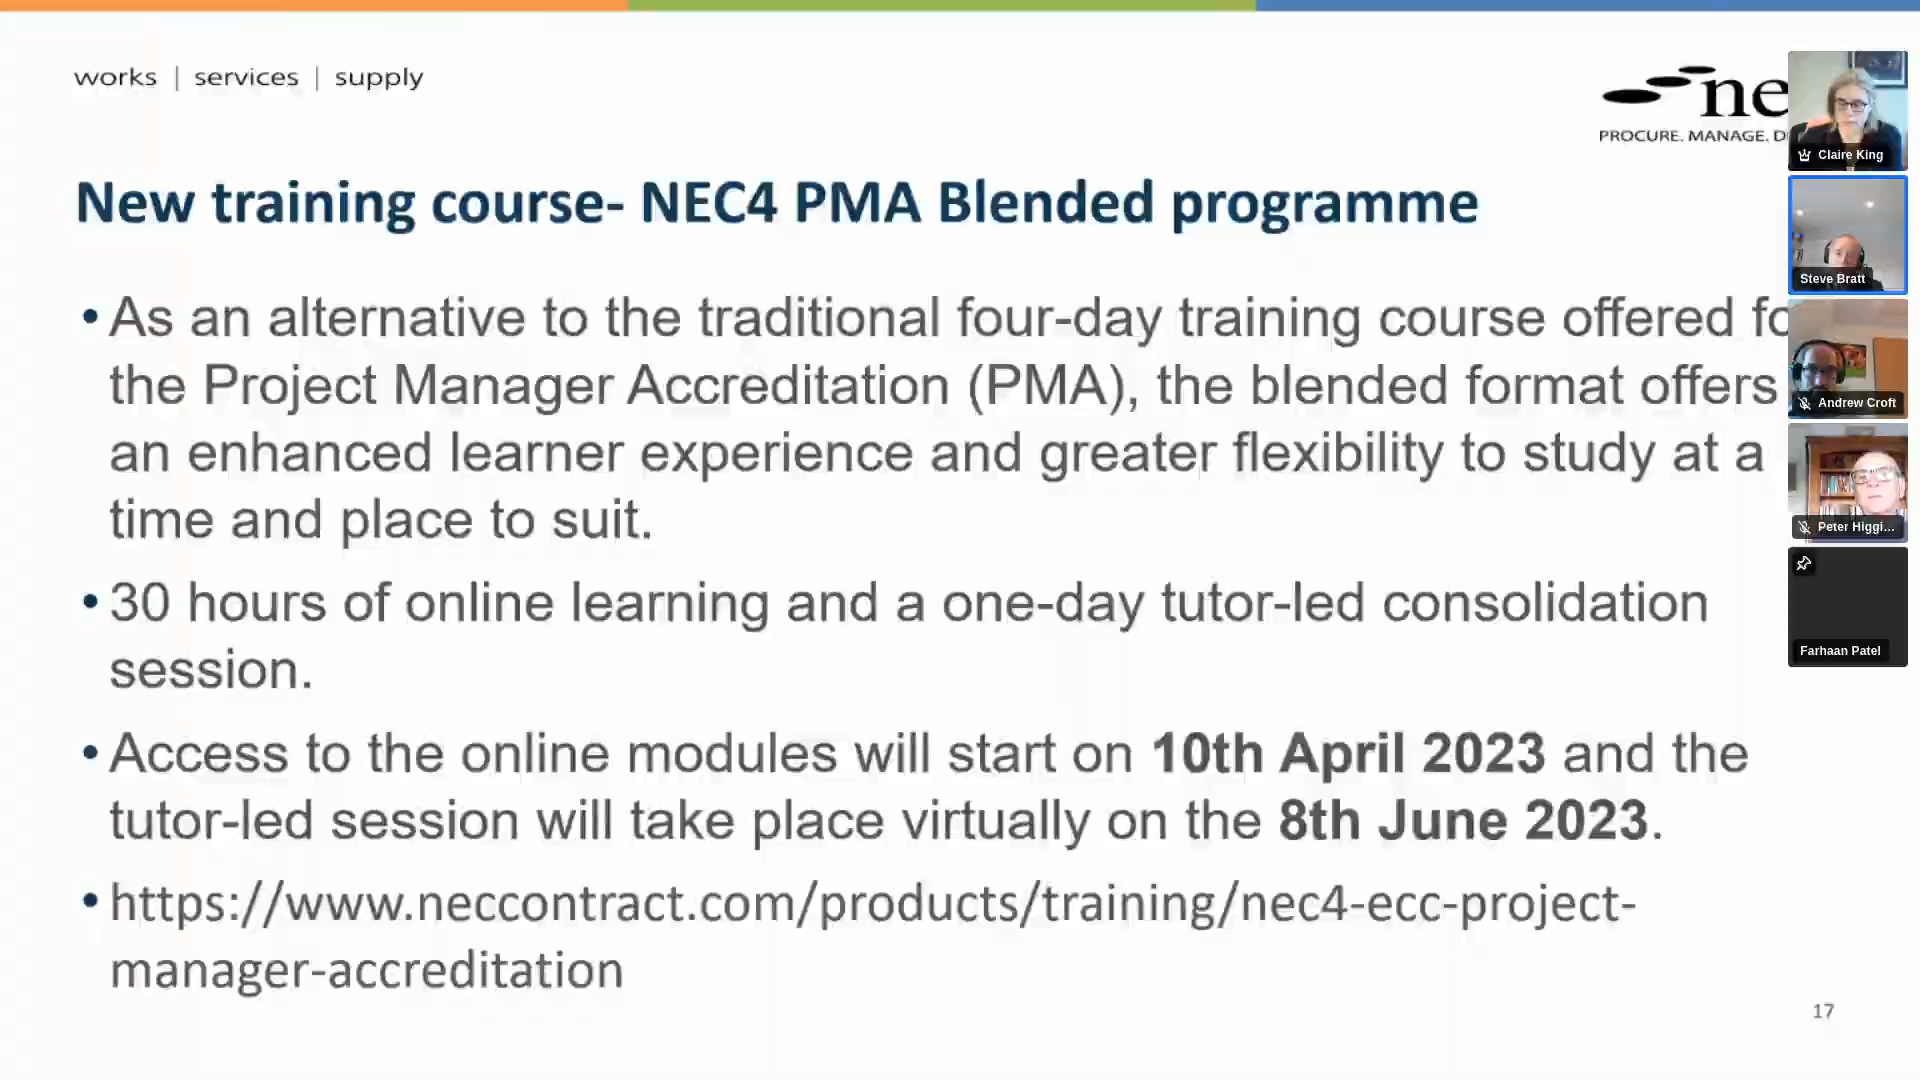 works | services | supply
PROCURE. MANAGE.
New training course- NEC4 PMA Blended programme
• As an alternative to the traditional four-day training course offered
the Project Manager Accreditation (PMA), the blended format offers
an enhanced learner experience and greater flexibility to study at a
time and place to suit.
• 30 hours of online learning and a one-day tutor-led consolidation
session.
• Access to the online modules will start on 10th April 2023 and the
tutor-led session will take place virtually on the 8th June 2023.
• https://www.neccontract.com/products/training/nec4-ecc-project-
manager-accreditation
17
Claire King
Steve Bratt
Andrew Croft
Peter Higgi...
Farhaan Patel